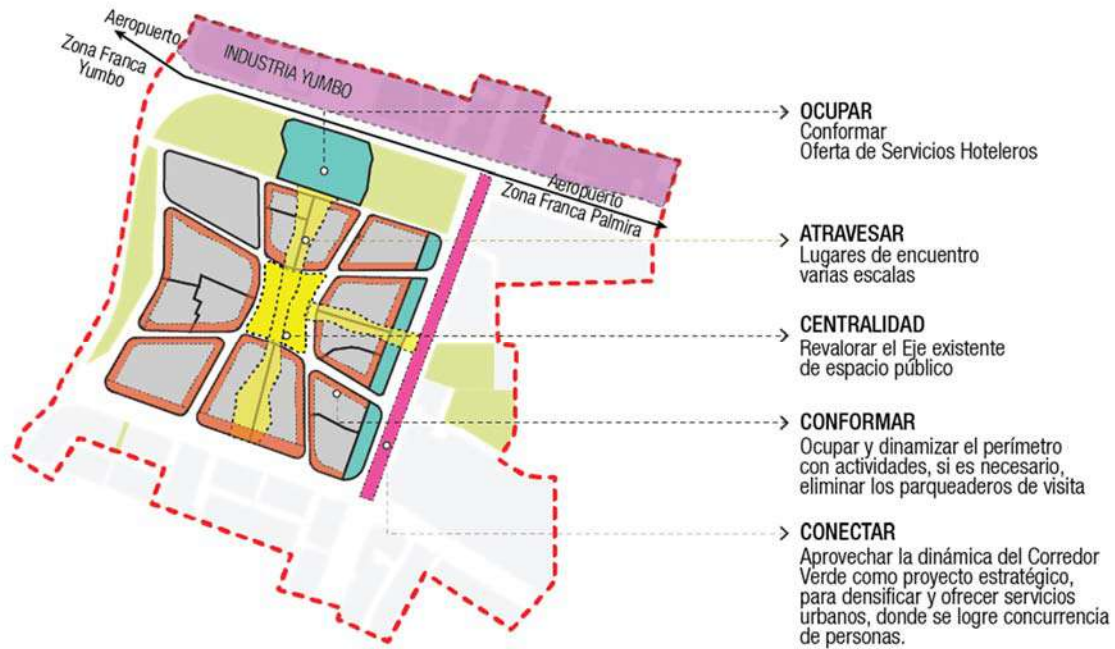 Aeropuerto
Zona Franca
Yumbo
INDUSTRIA YUMBO
Aeropuerto
Zona Franca Palmira
OCUPAR
Conformar
Oferta de Servicios Hoteleros
ATRAVESAR
Lugares de encuentro
varias escalas
CENTRALIDAD
Revalorar el Eje existente
de espacio público
CONFORMAR
Ocupar y dinamizar el perímetro
con actividades, si es necesario,
eliminar los parqueaderos de visita
CONECTAR
Aprovechar la dinámica del Corredor
Verde como proyecto estratégico,
para densificar y ofrecer servicios
urbanos, donde se logre concurrencia
de personas.